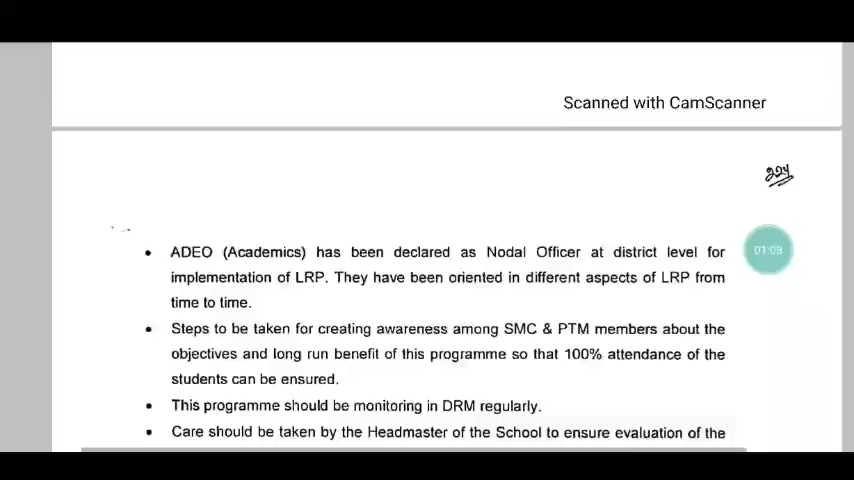 Scanned with CamScanner
224
01:03
• ADEO (Academics) has been declared as Nodal Officer at district level for
implementation of LRP. They have been oriented in different aspects of LRP from
time to time.
• Steps to be taken for creating awareness among SMC & PTM members about the
objectives and long run benefit of this programme so that 100% attendance of the
students can be ensured.
• This programme should be monitoring in DRM regularly.
• Care should be taken by the Headmaster of the School to ensure evaluation of the